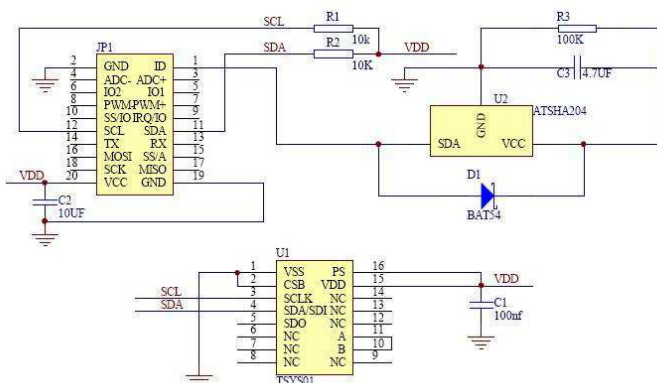 SCL R1 10k R3
SDA R2 10K VDD 100K
JP1
2 GND ID 1
4 ADC- ADC+ 3
6 IO2 IO1 5
8 PWM- PWM+ 7
10 SS/IO IRQ/IO 9
12 SCL SDA 11
14 TX RX 13
16 MOSI SS/A 15
18 SCK MISO 17
20 VCC GND 19
C3 4.7UF
U2
ATSHA204
GND
SDA VCC
VDD
C2
10UF
D1
BAT54
U1
1 VSS PS 16
2 CSB VDD 15 VDD
SCL 3 SCLK NC 14
SDA 4 SDA/SDI NC 13
5 SDO NC 12
6 NC A 11
7 NC B 10
8 NC NC 9
C1
100nf
TSYS01